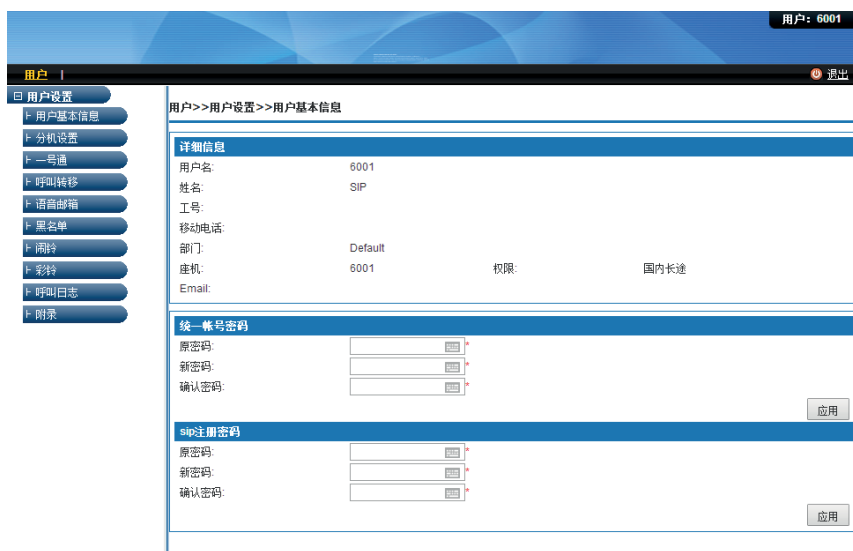 用户：6001
用户 |
退出
用户设置
用户基本信息
分机设置
一号通
呼叫转移
语音邮箱
黑名单
闹铃
彩铃
呼叫日志
附录
用户>>用户设置>>用户基本信息
详细信息
用户名: 6001
姓名: SIP
工号:
移动电话:
部门: Default
座机: 6001 权限: 国内长途
Email:
统一帐号密码
原密码: *
新密码: *
确认密码: *
应用
sip注册密码
原密码: *
新密码: *
确认密码: *
应用